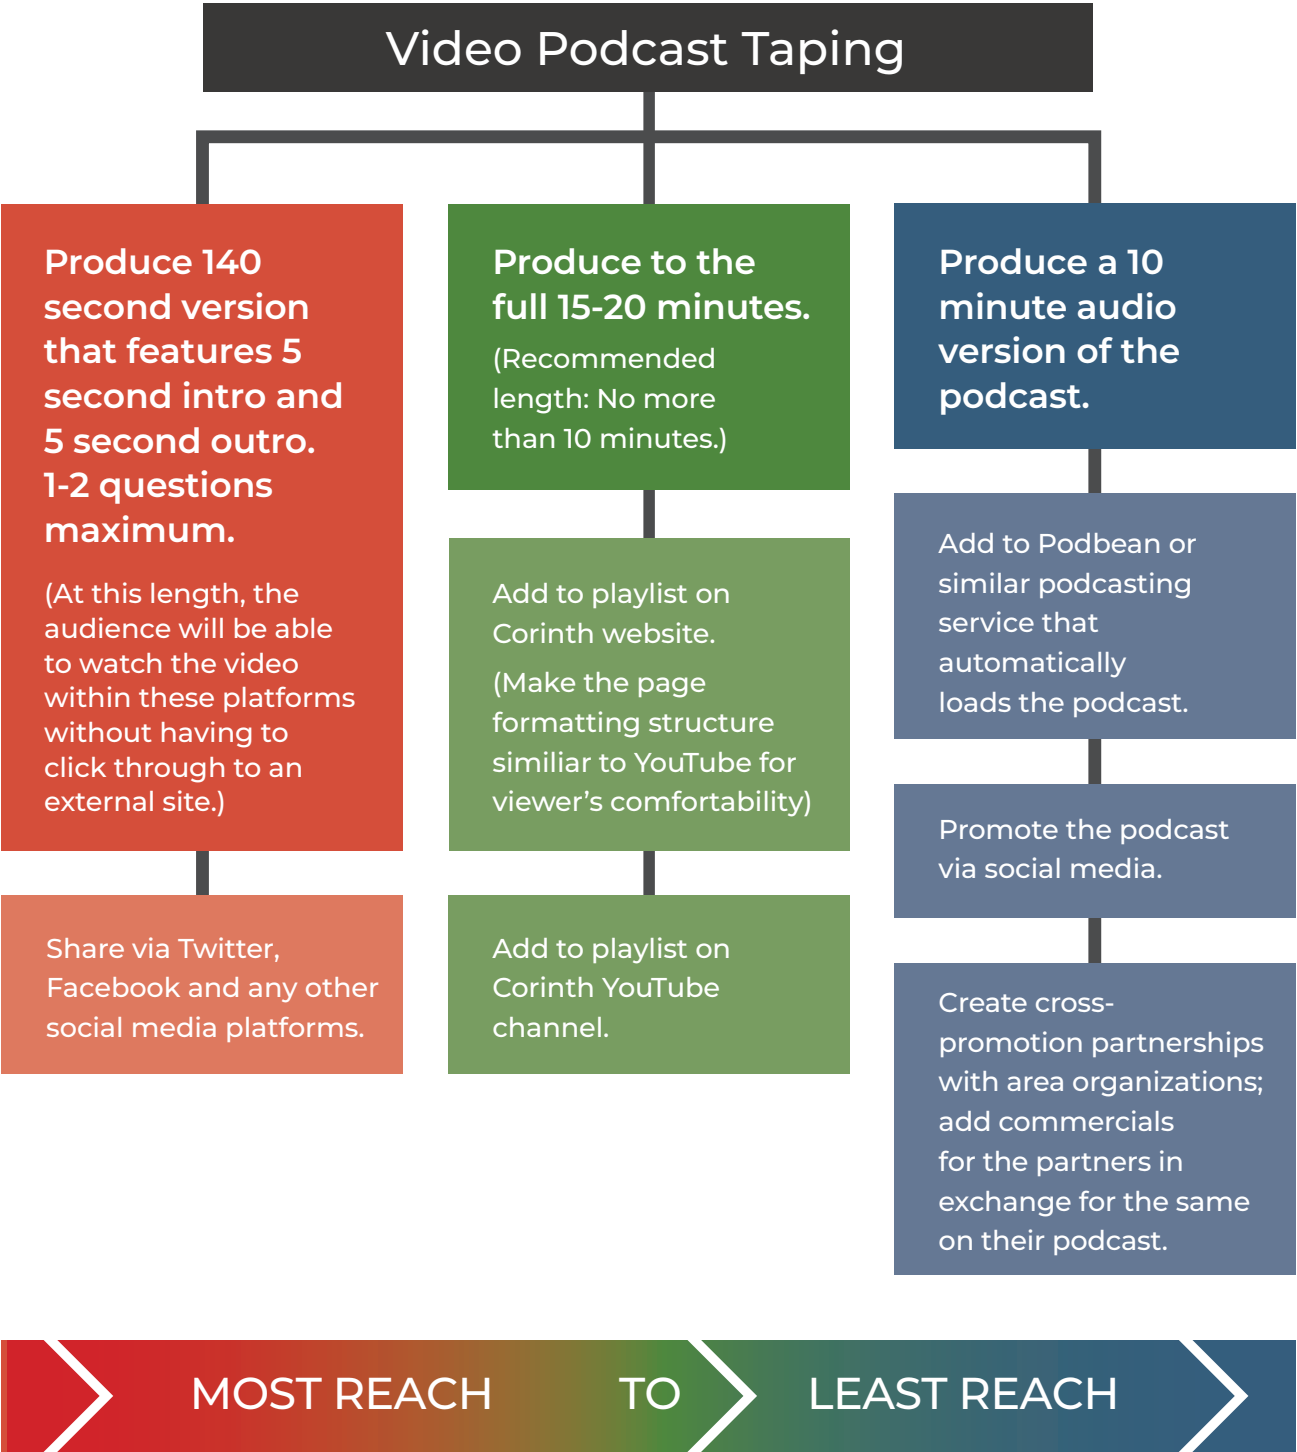 Video Podcast Taping
Produce 140
second version
that features 5
second intro and
5 second outro.
1-2 questions
maximum.
(At this length, the
audience will be able
to watch the video
within these platforms
without having to
click through to an
external site.)
Share via Twitter,
Facebook and any other
social media platforms.
Produce to the
full 15-20 minutes.
(Recommended
length: No more
than 10 minutes.)
Add to playlist on
Corinth website.
(Make the page
formatting structure
similiar to YouTube for
viewer’s comfortability)
Add to playlist on
Corinth YouTube
channel.
Produce a 10
minute audio
version of the
podcast.
Add to Podbean or
similar podcasting
service that
automatically
loads the podcast.
Promote the podcast
via social media.
Create cross-
promotion partnerships
with area organizations;
add commercials
for the partners in
exchange for the same
on their podcast.
MOST REACH TO LEAST REACH